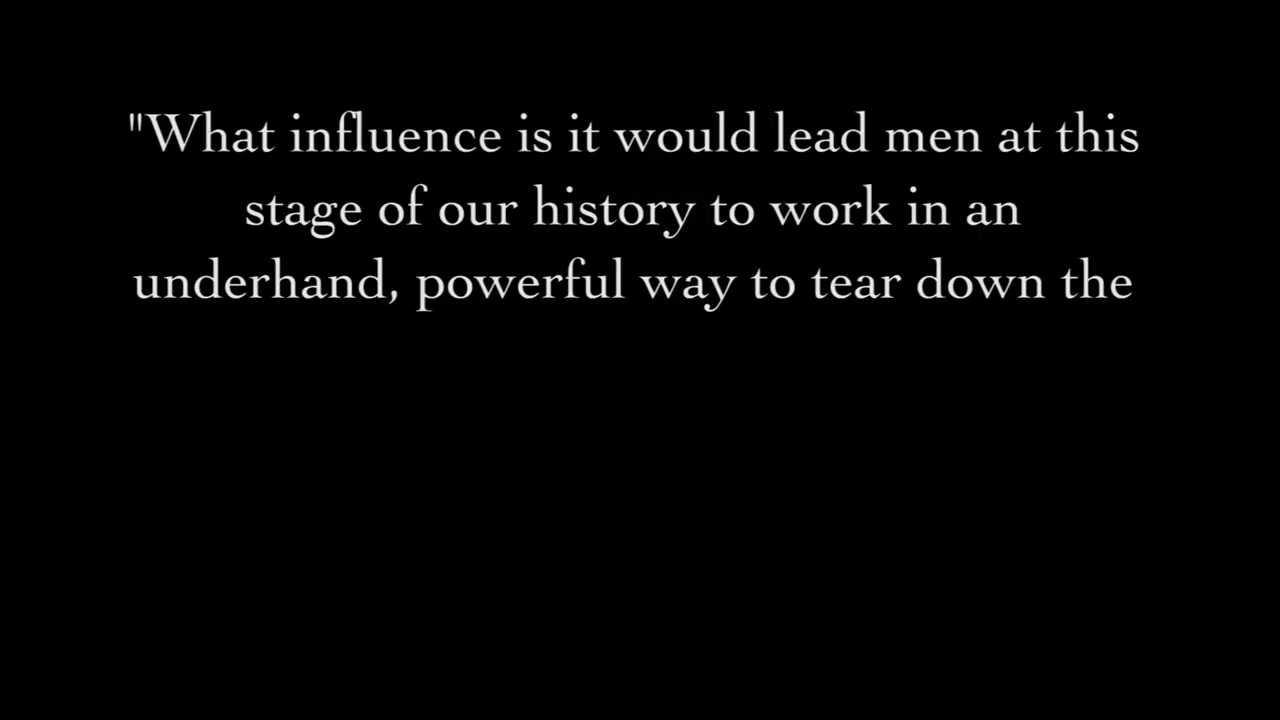 "What influence is it would lead men at this
stage of our history to work in an
underhand, powerful way to tear down the